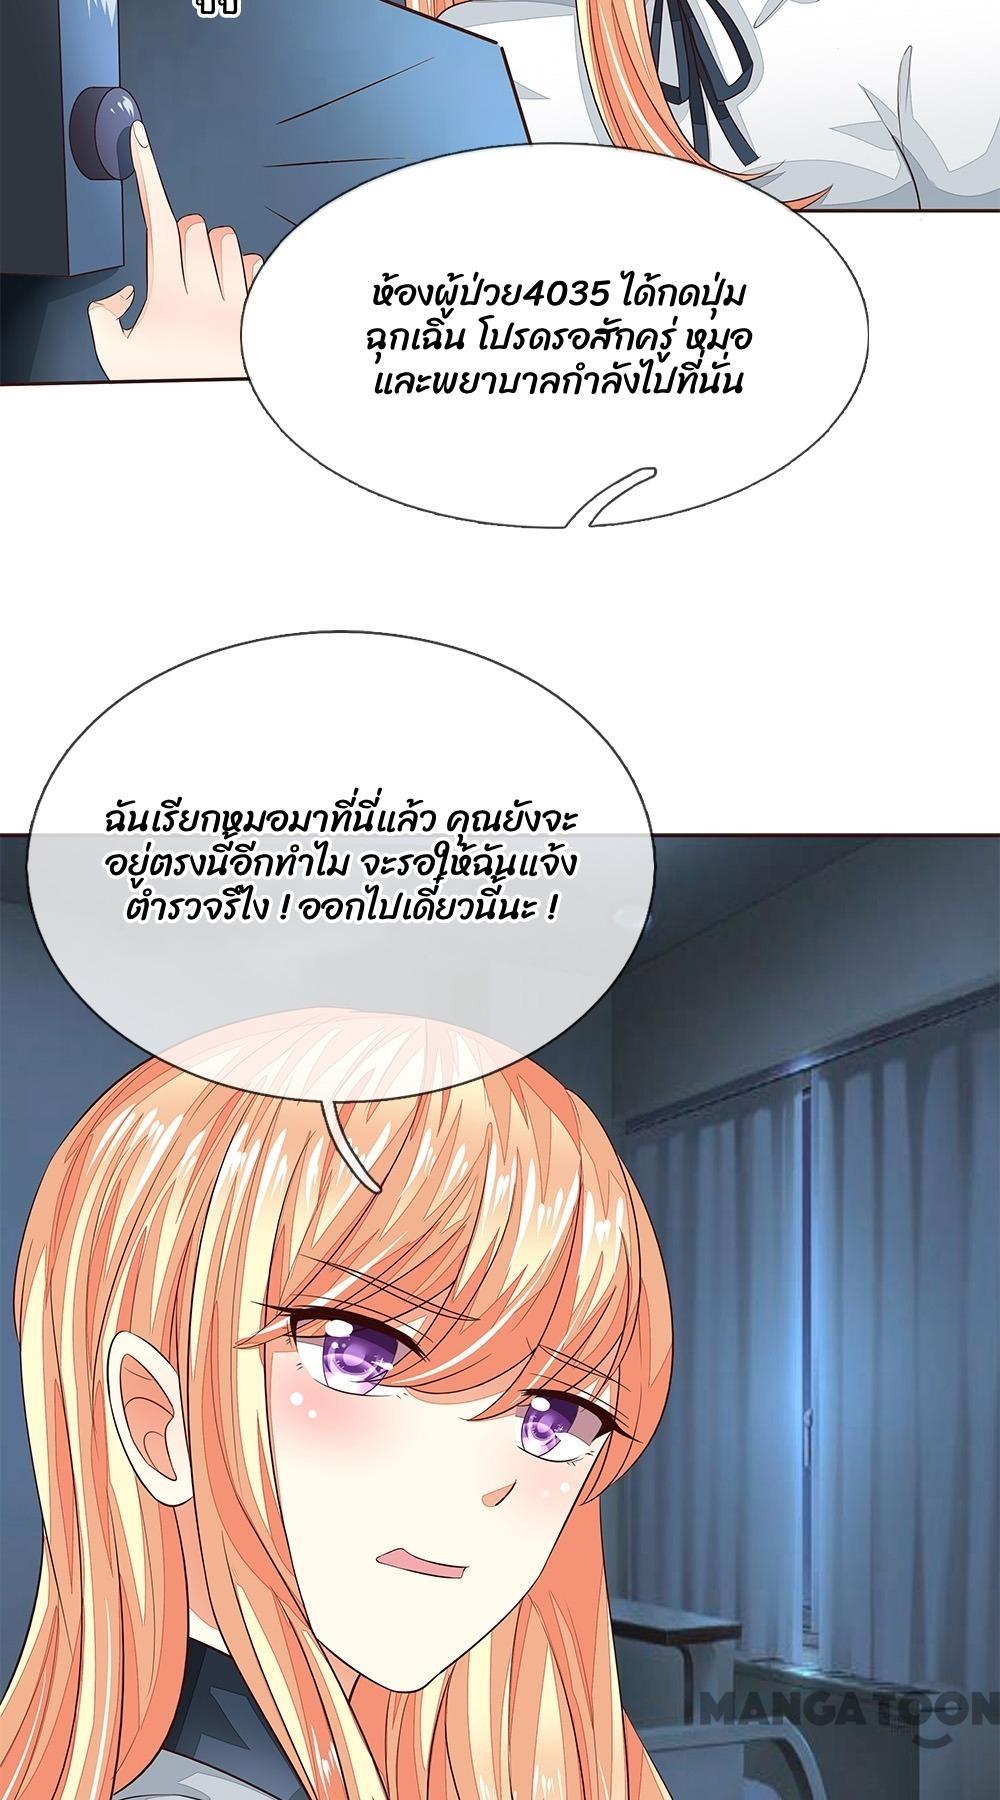 ห้องผู้ป่วย4035 ได้กดปุ่ม
ฉุกเฉิน โปรดรอสักครู่ หมอ
และพยาบาลกำลังไปที่นั่น
ฉันเรียกหมอมาที่นี่แล้ว คุณยังจะ
อยู่ตรงนี้อีกทำไม จะรอให้ฉันแจ้ง
ตำรวจรึไง ! ออกไปเดี๋ยวนี้นะ !
MANGATOON